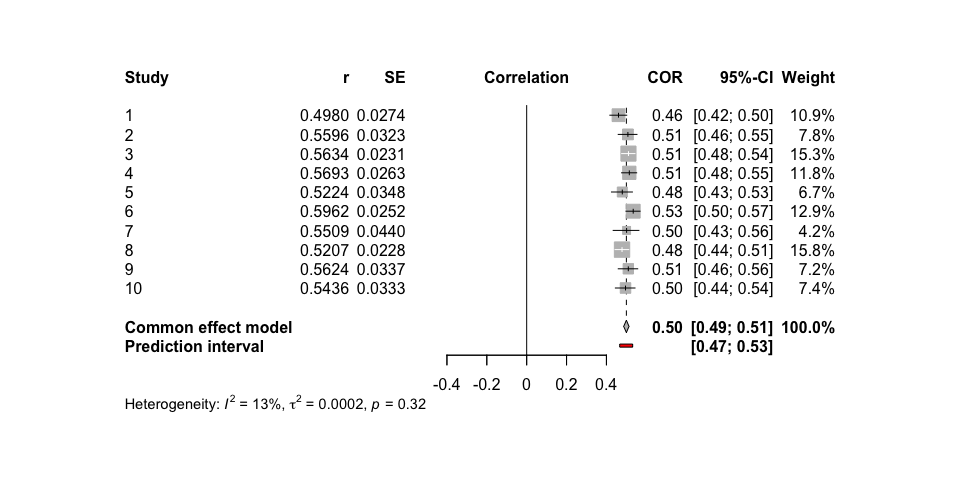 Study r SE Correlation COR 95%-CI Weight
1 0.4980 0.0274 0.46 [0.42; 0.50] 10.9%
2 0.5596 0.0323 0.51 [0.46; 0.55] 7.8%
3 0.5634 0.0231 0.51 [0.48; 0.54] 15.3%
4 0.5693 0.0263 0.51 [0.48; 0.55] 11.8%
5 0.5224 0.0348 0.48 [0.43; 0.53] 6.7%
6 0.5962 0.0252 0.53 [0.50; 0.57] 12.9%
7 0.5509 0.0440 0.50 [0.43; 0.56] 4.2%
8 0.5207 0.0228 0.48 [0.44; 0.51] 15.8%
9 0.5624 0.0337 0.51 [0.46; 0.56] 7.2%
10 0.5436 0.0333 0.50 [0.44; 0.54] 7.4%
Common effect model 0.50 [0.49; 0.51] 100.0%
Prediction interval [0.47; 0.53]
-0.4 -0.2 0 0.2 0.4
Heterogeneity: I² = 13%, τ² = 0.0002, p = 0.32